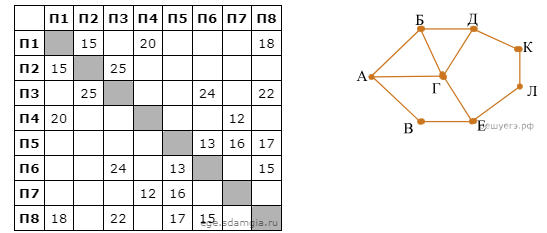 П1 П2 П3 П4 П5 П6 П7 П8
П1 15 20 18
П2 15 25
П3 25 24 22
П4 20 12
П5 13 16 17
П6 24 13 15
П7 12 16
П8 18 22 17 15
ege.sdamgia.ru
Б Д
К
А Г
Л
В Е
ешуегэ.рф